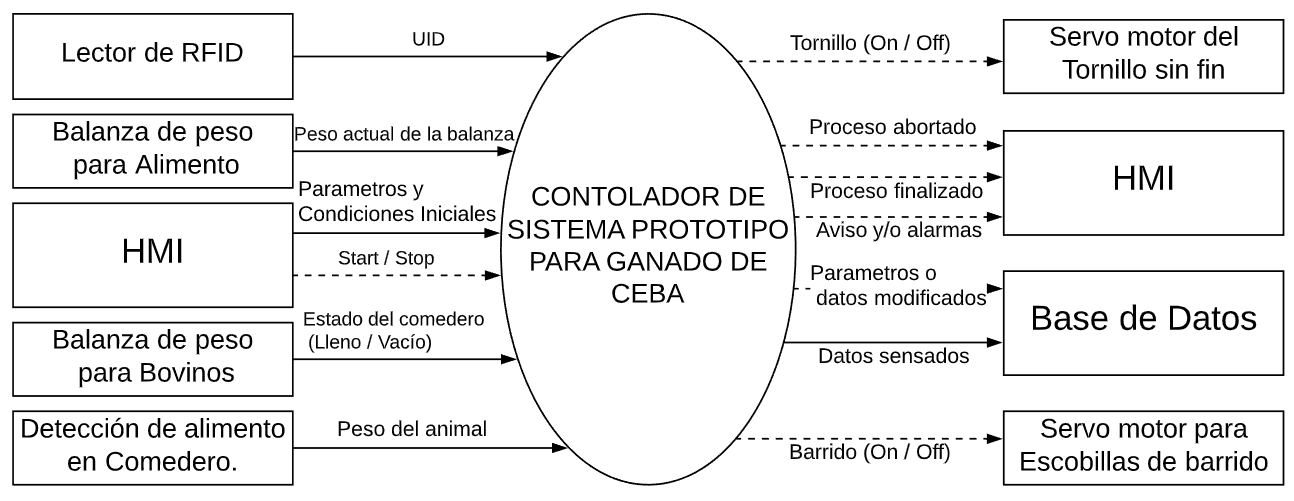 Lector de RFID
UID
Balanza de peso
para Alimento
Peso actual de la balanza
HMI
Parametros y
Condiciones Iniciales
Start / Stop
Balanza de peso
para Bovinos
Estado del comedero
(Lleno / Vacío)
Detección de alimento
en Comedero.
Peso del animal
CONTOLADOR DE
SISTEMA PROTOTIPO
PARA GANADO DE
CEBA
Tornillo (On / Off)
Servo motor del
Tornillo sin fin
Proceso abortado
Proceso finalizado
Aviso y/o alarmas
HMI
Parametros o
datos modificados
Datos sensados
Base de Datos
Barrido (On / Off)
Servo motor para
Escobillas de barrido